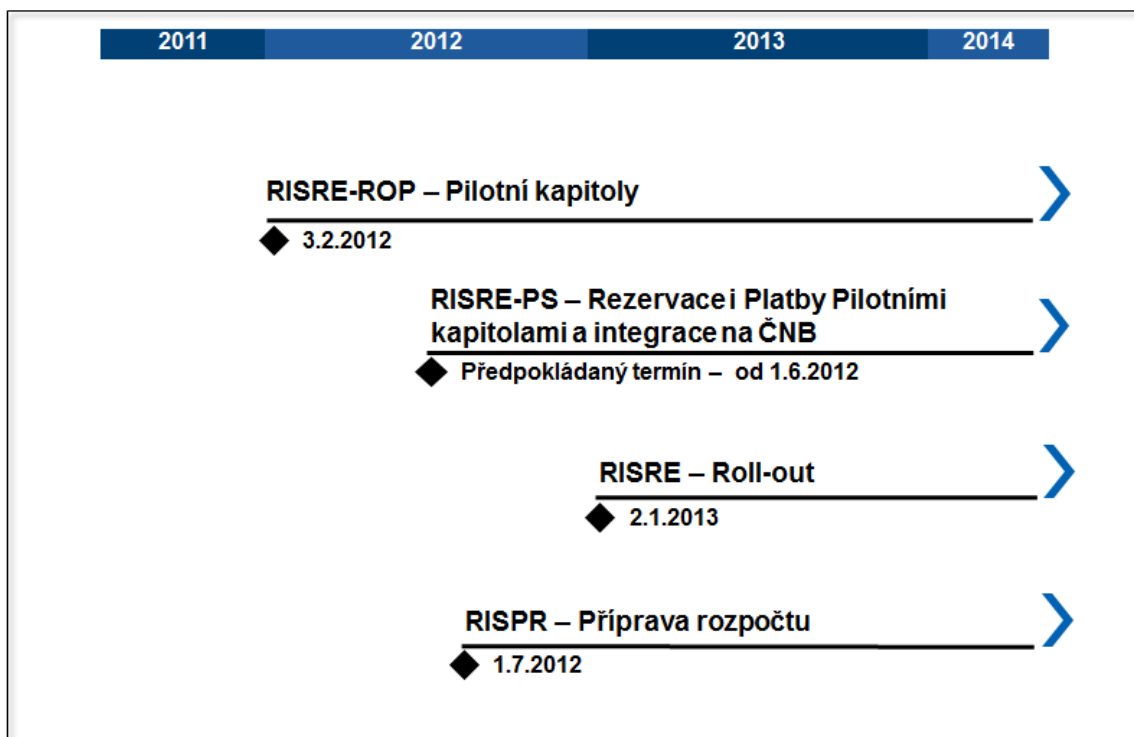 2011 2012 2013 2014
RISRE-ROP – Pilotní kapitoly
3.2.2012
RISRE-PS – Rezervace i Platby Pilotními
kapitolami a integrace na ČNB
Předpokládaný termín – od 1.6.2012
RISRE – Roll-out
2.1.2013
RISPR – Příprava rozpočtu
1.7.2012